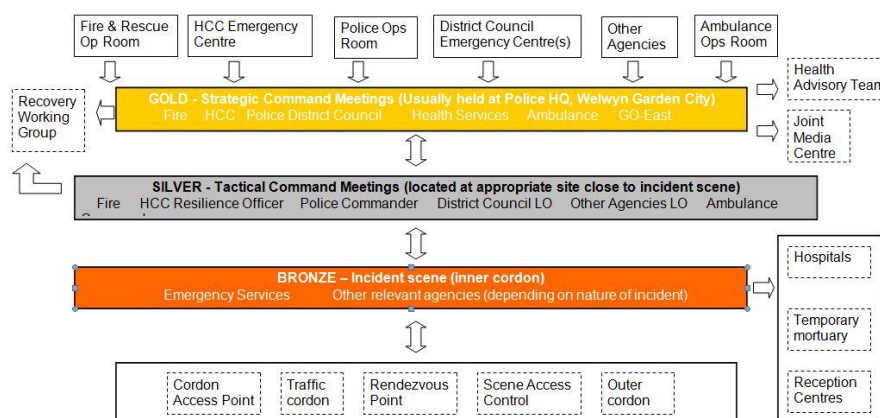 Fire & Rescue
Op Room
HCC Emergency
Centre
Police Ops
Room
District Council
Emergency Centre(s)
Other
Agencies
Ambulance
Ops Room
Recovery
Working
Group
GOLD - Strategic Command Meetings (Usually held at Police HQ, Welwyn Garden City)
Fire HCC Police District Council Health Services Ambulance GO-East
Health
Advisory Team
Joint
Media
Centre
SILVER - Tactical Command Meetings (located at appropriate site close to incident scene)
Fire HCC Resilience Officer Police Commander District Council LO Other Agencies LO Ambulance
BRONZE – Incident scene (inner cordon)
Emergency Services Other relevant agencies (depending on nature of incident)
Hospitals
Temporary
mortuary
Reception
Centres
Cordon
Access Point
Traffic
cordon
Rendezvous
Point
Scene Access
Control
Outer
cordon